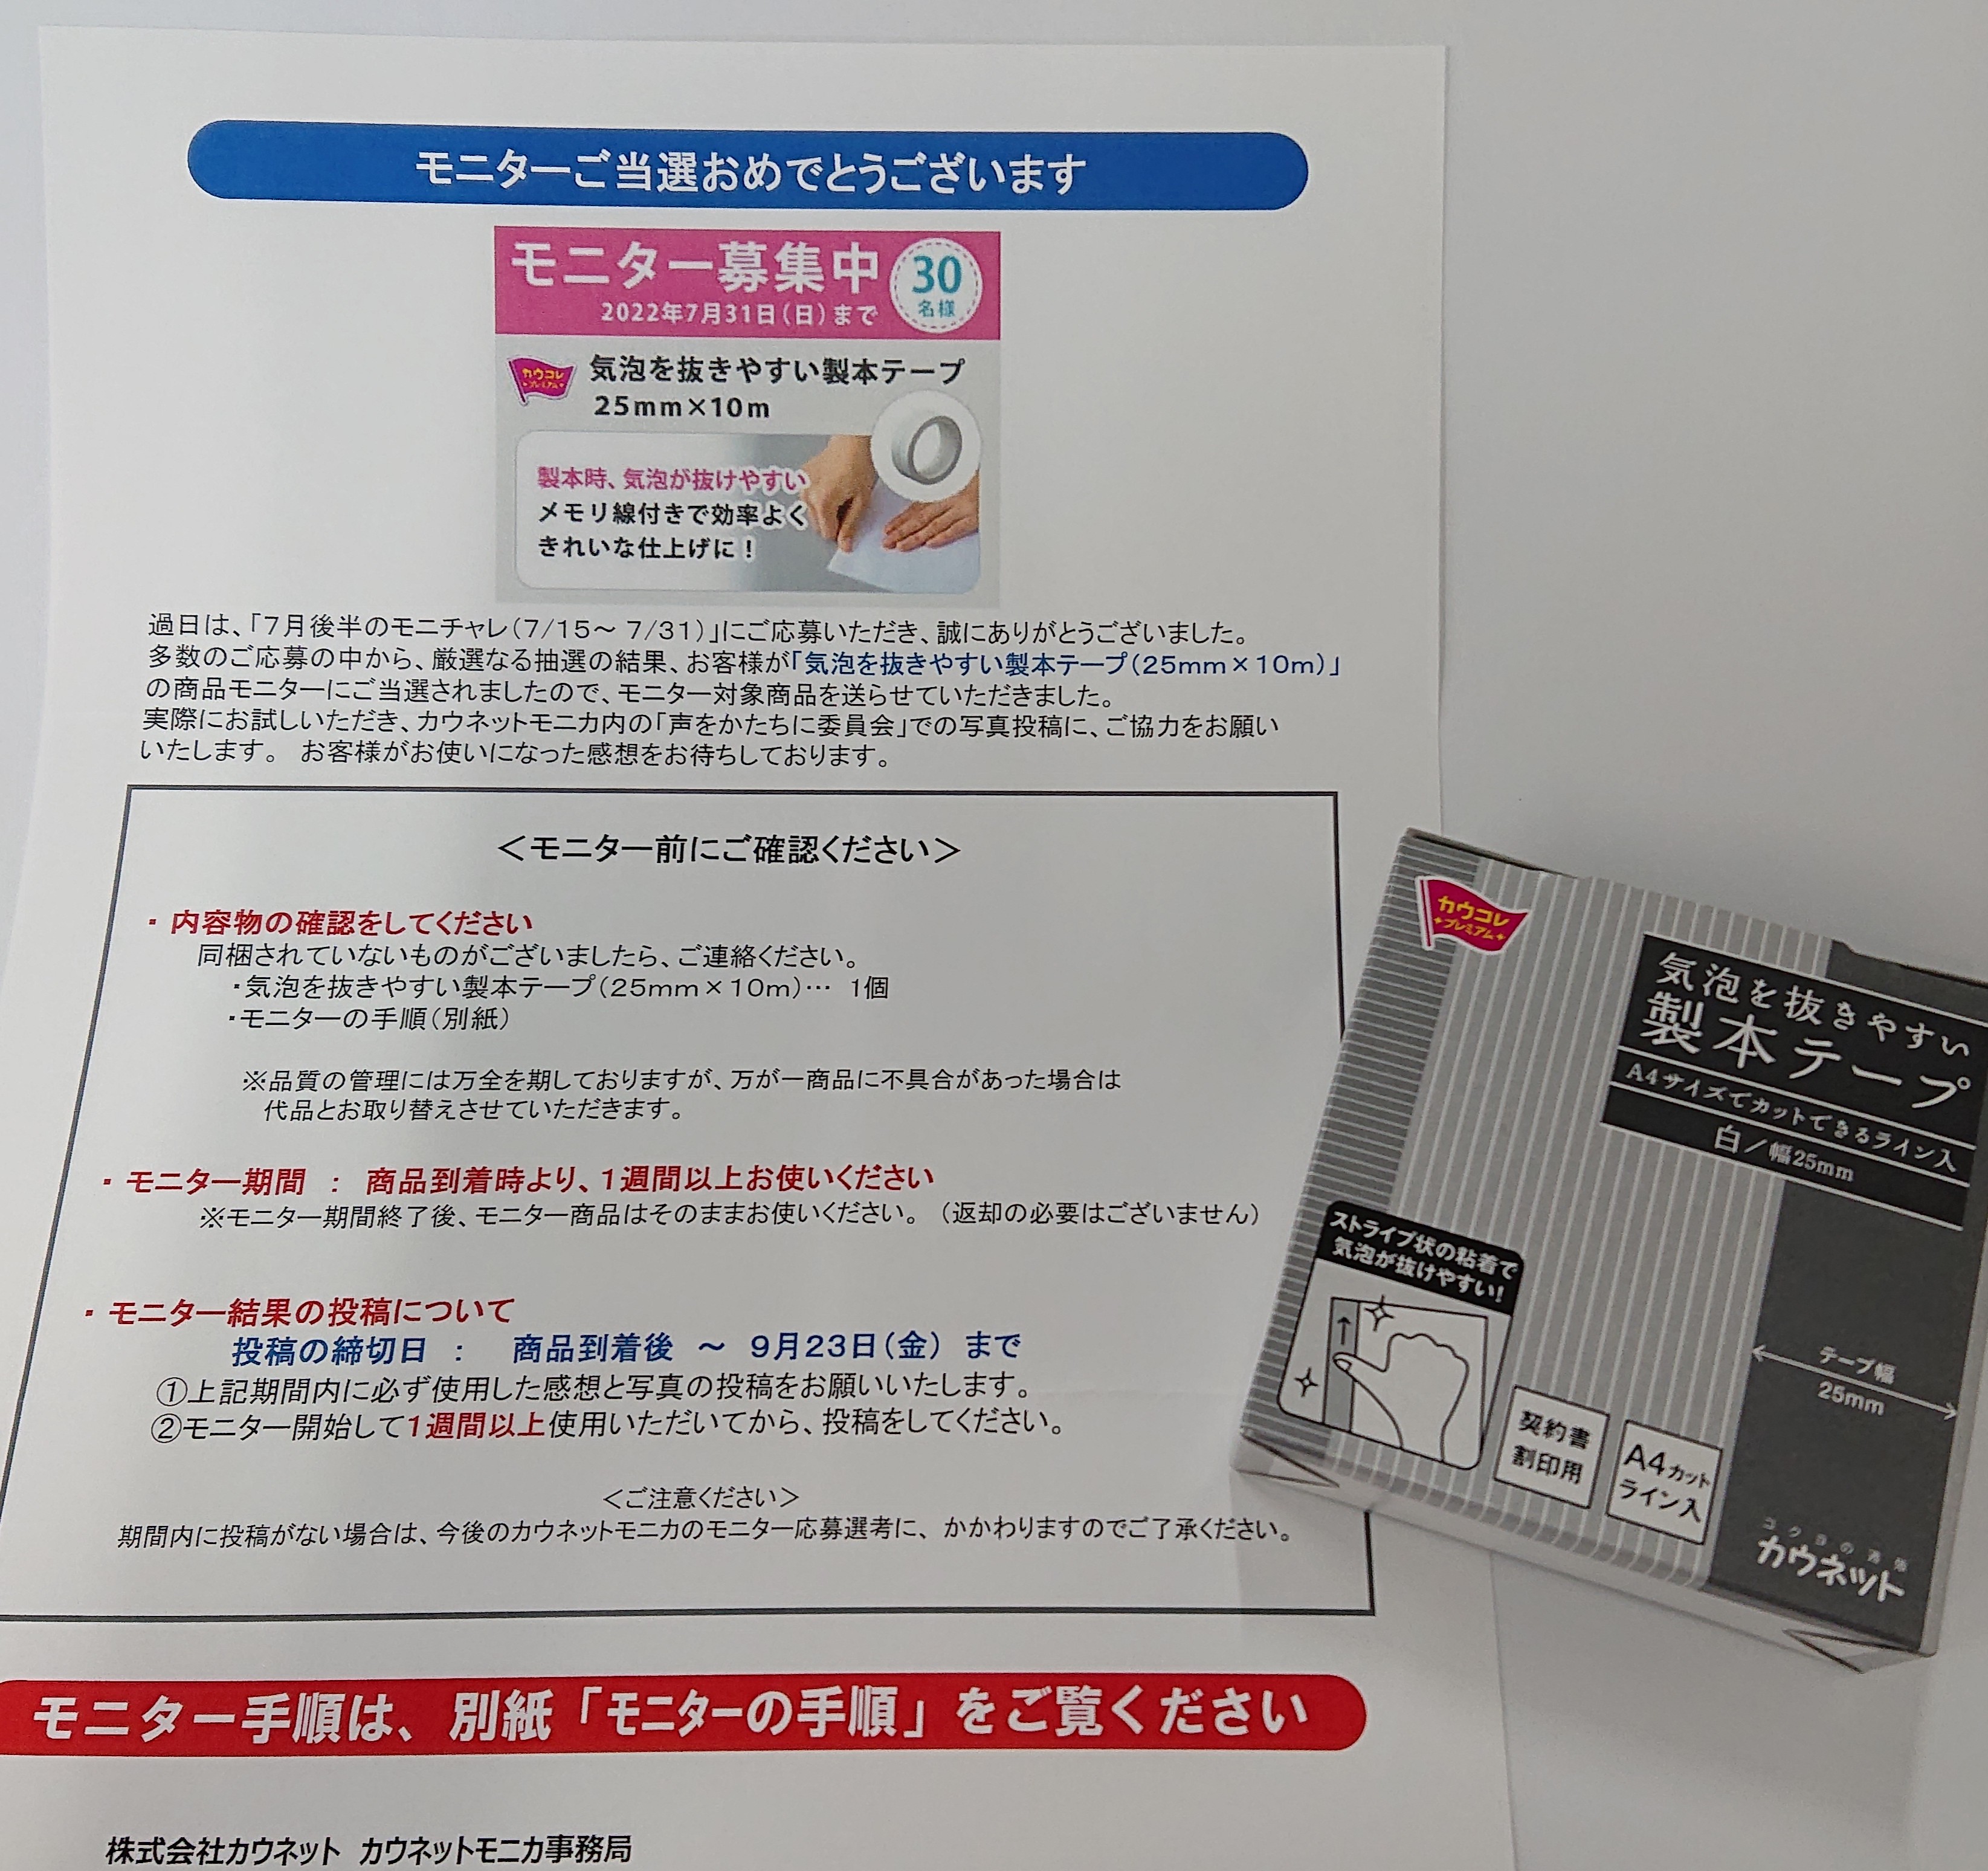 モニターご当選おめでとうございます
モニター募集中
30
名様
2022年7月31日(日)まで
カウコレ
プレミアム
気泡を抜きやすい製本テープ
25mm×10m
製本時、気泡が抜けやすい
メモリ線付きで効率よく
きれいな仕上げに!
過日は、「7月後半のモニチャレ(7/15~ 7/31)」にご応募いただき、誠にありがとうございました。
多数のご応募の中から、厳選なる抽選の結果、お客様が「気泡を抜きやすい製本テープ(25mm×10m)」
の商品モニターにご当選されましたので、モニター対象商品を送らせていただきました。
実際にお試しいただき、カウネットモニカ内の「声をかたちに委員会」での写真投稿に、ご協力をお願い
いたします。 お客様がお使いになった感想をお待ちしております。
<モニター前にご確認ください>
・内容物の確認をしてください
同梱されていないものがございましたら、ご連絡ください。
・気泡を抜きやすい製本テープ(25mm×10m)… 1個
・モニターの手順(別紙)
※品質の管理には万全を期しておりますが、万が一商品に不具合があった場合は
代品とお取り替えさせていただきます。
・モニター期間 : 商品到着時より、1週間以上お使いください
※モニター期間終了後、モニター商品はそのままお使いください。 (返却の必要はございません)
・モニター結果の投稿について
投稿の締切日 : 商品到着後 ~ 9月23日(金) まで
①上記期間内に必ず使用した感想と写真の投稿をお願いいたします。
②モニター開始して1週間以上使用いただいてから、投稿をしてください。
<ご注意ください>
期間内に投稿がない場合は、今後のカウネットモニカのモニター応募選考に、かかわりますのでご了承ください。
モニター手順は、別紙「モニターの手順」をご覧ください
株式会社カウネット カウネットモニカ事務局
カウコレ
プレミアム
気泡を抜きやすい
製本テープ
A4サイズでカットできるライン入
白/幅25mm
ストライプ状の粘着で
気泡が抜けやすい!
テープ幅
25mm
契約書
割印用
A4カット
ライン入
コクヨの通販
カウネット